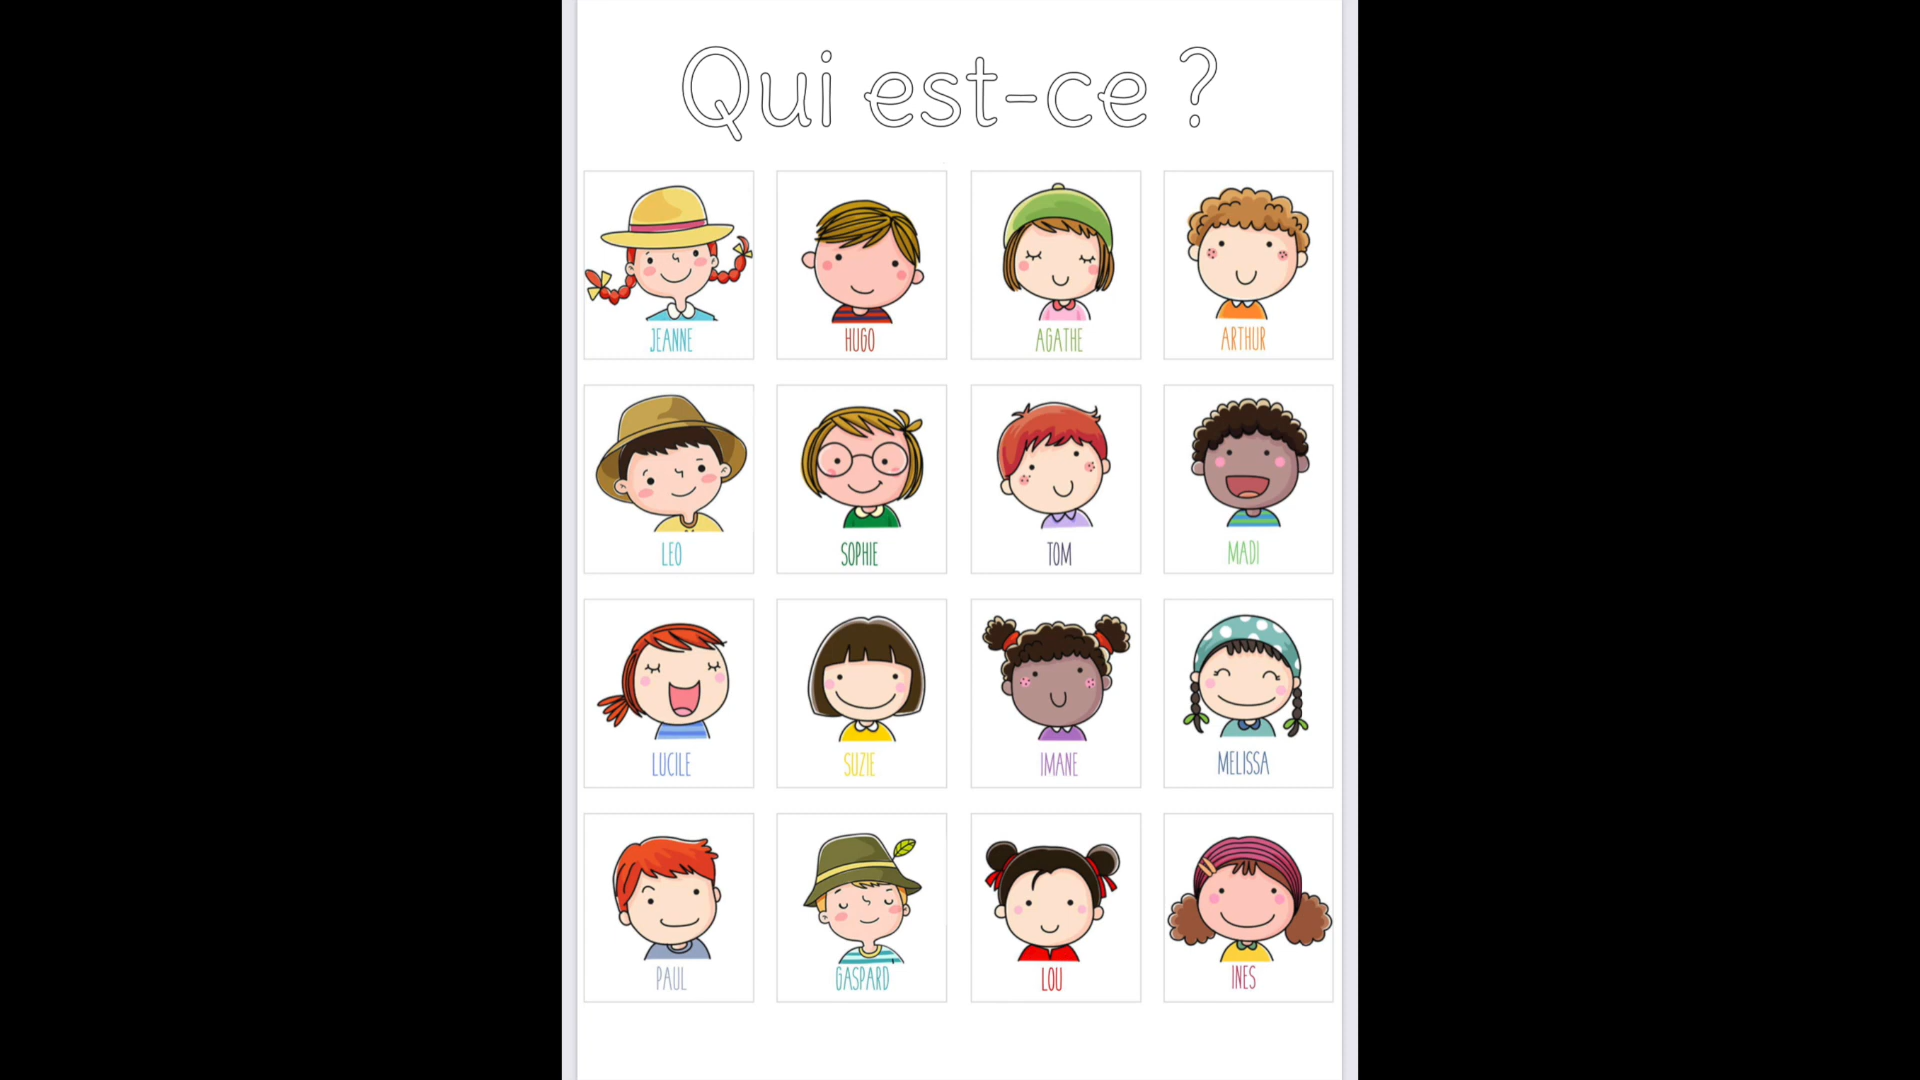 Qui est-ce ?
JEANNE
HUGO
AGATHE
ARTHUR
LEO
SOPHIE
TOM
MADI
LUCILE
SUZIE
IMANE
MELISSA
PAUL
GASPARD
LOU
INES